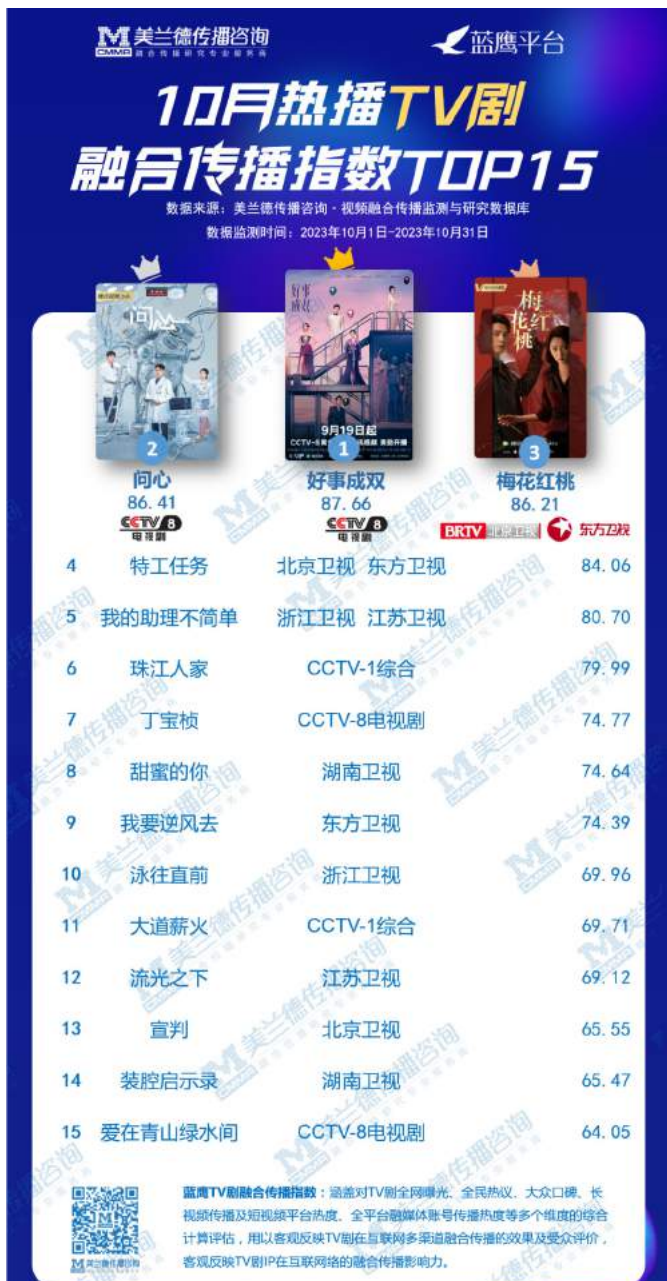 美兰德传播咨询
CMMR 融合传播研究专业服务商
蓝鹰平台
10月热播TV剧
融合传播指数TOP15
数据来源：美兰德传播咨询·视频融合传播监测与研究数据库
数据监测时间：2023年10月1日-2023年10月31日
问心
2
好事成双
9月19日起
1
梅花红桃
3
问心
86.41
CCTV 8
电视剧
好事成双
87.66
CCTV 8
电视剧
梅花红桃
86.21
BRTV 北京卫视 东方卫视
4 特工任务 北京卫视 东方卫视 84.06
5 我的助理不简单 浙江卫视 江苏卫视 80.70
6 珠江人家 CCTV-1综合 79.99
7 丁宝桢 CCTV-8电视剧 74.77
8 甜蜜的你 湖南卫视 74.64
9 我要逆风去 东方卫视 74.39
10 泳往直前 浙江卫视 69.96
11 大道薪火 CCTV-1综合 69.71
12 流光之下 江苏卫视 69.12
13 宣判 北京卫视 65.55
14 装腔启示录 湖南卫视 65.47
15 爱在青山绿水间 CCTV-8电视剧 64.05
蓝鹰TV剧融合传播指数：涵盖对TV剧全网曝光、全民热议、大众口碑、长
视频传播及短视频平台热度、全平台融媒体账号传播热度等多个维度的综合
计算评估，用以客观反映TV剧在互联网多渠道融合传播的效果及受众评价，
客观反映TV剧IP在互联网络的融合传播影响力。
美兰德传播咨询